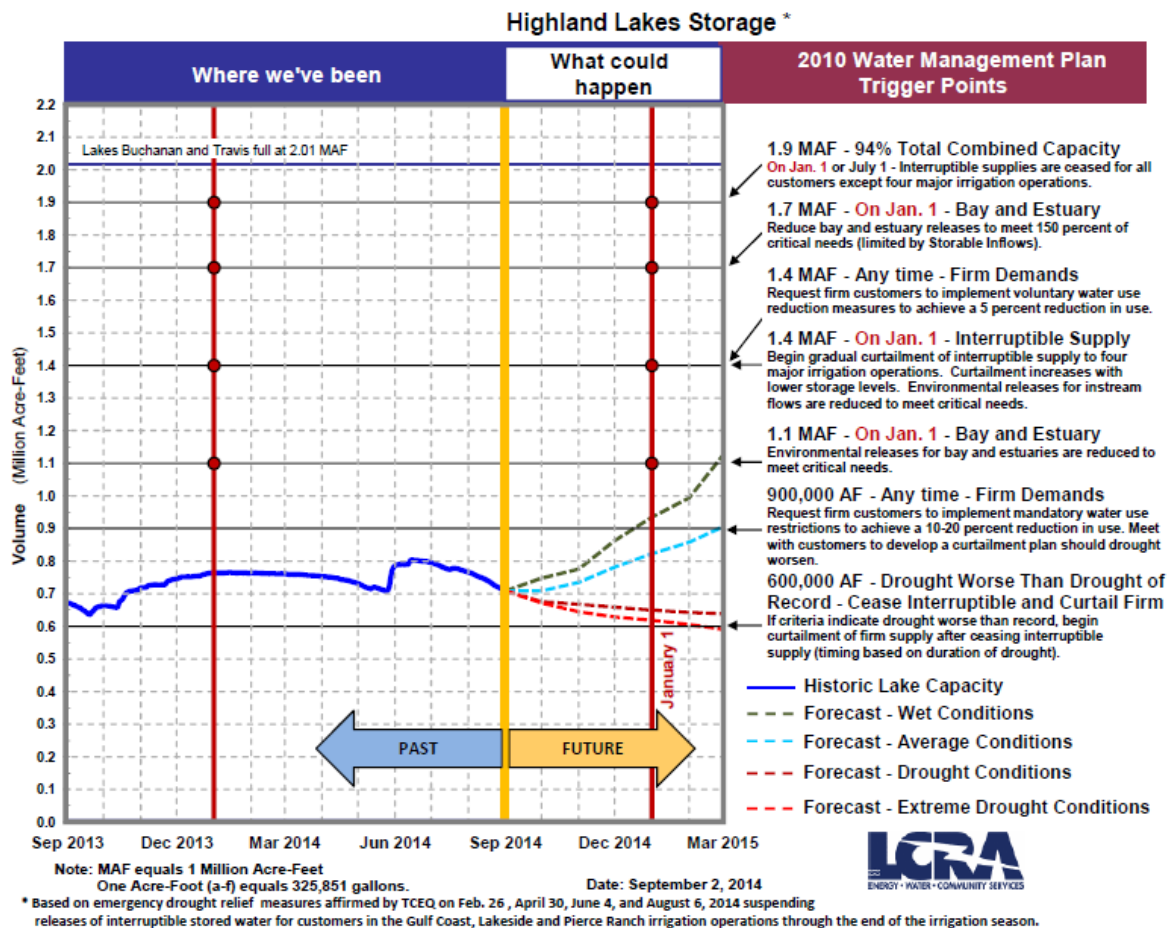 Highland Lakes Storage *
Where we've been
What could
happen
2010 Water Management Plan
Trigger Points
2.2
2.1
2.0
1.9
1.8
1.7
1.6
1.5
1.4
1.3
1.2
1.1
1.0
0.9
0.8
0.7
0.6
0.5
0.4
0.3
0.2
0.1
0.0
Volume (Million Acre-Feet)
Lakes Buchanan and Travis full at 2.01 MAF
January 1
PAST
FUTURE
Sep 2013
Dec 2013
Mar 2014
Jun 2014
Sep 2014
Dec 2014
Mar 2015
1.9 MAF - 94% Total Combined Capacity
On Jan. 1 or July 1 - Interruptible supplies are ceased for all
customers except four major irrigation operations.
1.7 MAF - On Jan. 1 - Bay and Estuary
Reduce bay and estuary releases to meet 150 percent of
critical needs (limited by Storable Inflows).
1.4 MAF - Any time - Firm Demands
Request firm customers to implement voluntary water use
reduction measures to achieve a 5 percent reduction in use.
1.4 MAF - On Jan. 1 - Interruptible Supply
Begin gradual curtailment of interruptible supply to four
major irrigation operations. Curtailment increases with
lower storage levels. Environmental releases for instream
flows are reduced to meet critical needs.
1.1 MAF - On Jan. 1 - Bay and Estuary
Environmental releases for bay and estuaries are reduced to
meet critical needs.
900,000 AF - Any time - Firm Demands
Request firm customers to implement mandatory water use
restrictions to achieve a 10-20 percent reduction in use. Meet
with customers to develop a curtailment plan should drought
worsen.
600,000 AF - Drought Worse Than Drought of
Record - Cease Interruptible and Curtail Firm
If criteria indicate drought worse than record, begin
curtailment of firm supply after ceasing interruptible
supply (timing based on duration of drought).
Historic Lake Capacity
Forecast - Wet Conditions
Forecast - Average Conditions
Forecast - Drought Conditions
Forecast - Extreme Drought Conditions
LCRA
ENERGY • WATER • COMMUNITY SERVICES
Note: MAF equals 1 Million Acre-Feet
One Acre-Foot (a-f) equals 325,851 gallons.
Date: September 2, 2014
* Based on emergency drought relief measures affirmed by TCEQ on Feb. 26 , April 30, June 4, and August 6, 2014 suspending
releases of interruptible stored water for customers in the Gulf Coast, Lakeside and Pierce Ranch irrigation operations through the end of the irrigation season.